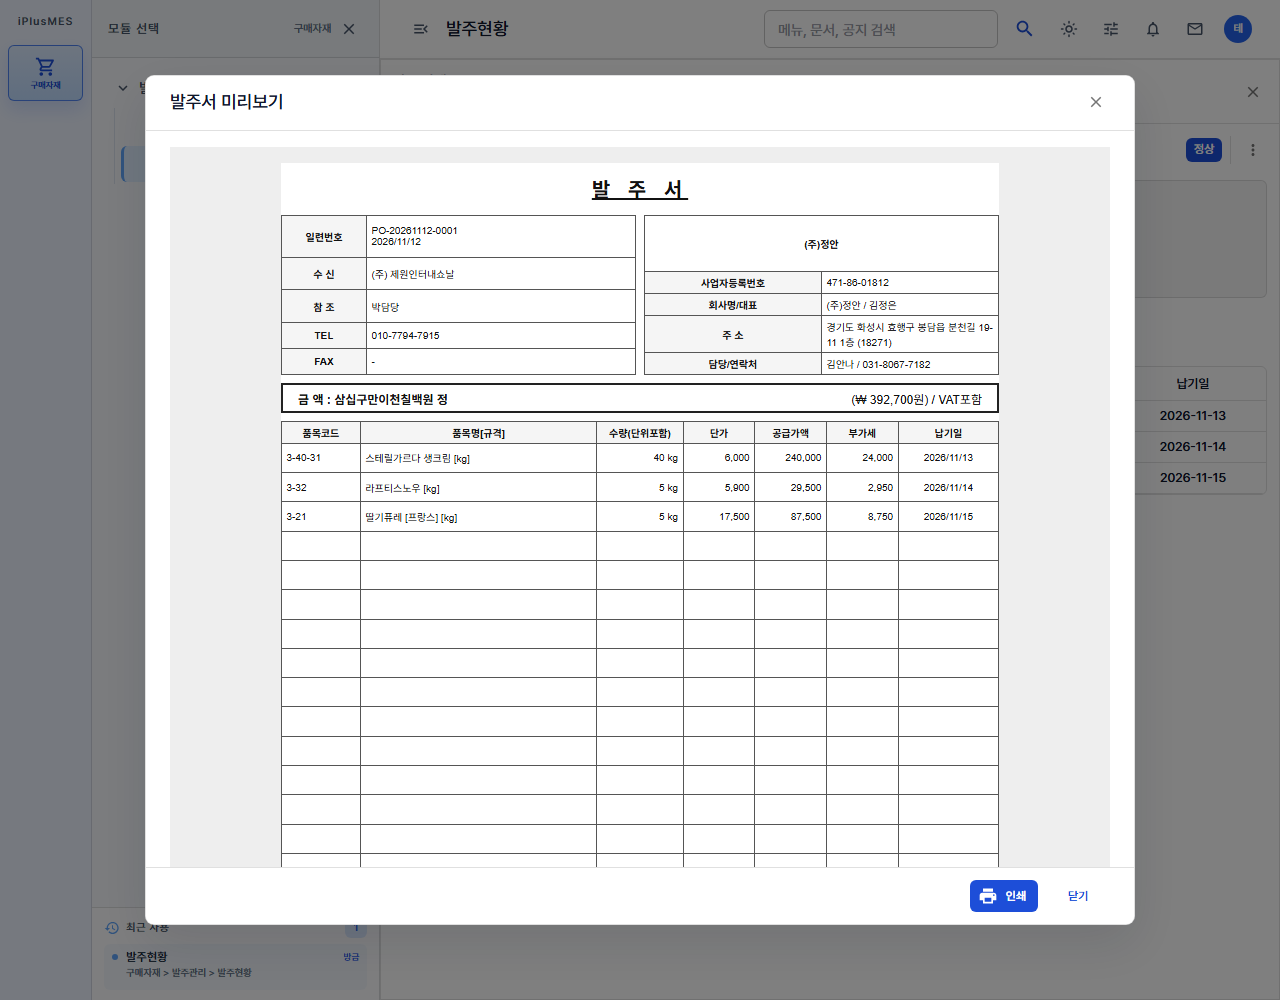 iPlusMES
구매자재
모듈 선택
구매자재
발주현황
메뉴, 문서, 공지 검색
테
발주서 미리보기
정상
발 주 서
일련번호
PO-20261112-0001
2026/11/12
수 신
(주) 제원인터내쇼날
참 조
박담당
TEL
010-7794-7915
FAX
-
(주)정안
사업자등록번호
471-86-01812
회사명/대표
(주)정안 / 김정은
주 소
경기도 화성시 효행구 봉담읍 분천길 19-
11 1층 (18271)
담당/연락처
김안나 / 031-8067-7182
금 액 : 삼십구만이천칠백원 정
(₩ 392,700원) / VAT포함
품목코드 품목명[규격] 수량(단위포함) 단가 공급가액 부가세 납기일
3-40-31 스테릴가르다 생크림 [kg] 40 kg 6,000 240,000 24,000 2026/11/13
3-32 라프티스노우 [kg] 5 kg 5,900 29,500 2,950 2026/11/14
3-21 딸기퓨레 [프랑스] [kg] 5 kg 17,500 87,500 8,750 2026/11/15
납기일
2026-11-13
2026-11-14
2026-11-15
인쇄
닫기
최근 사용
1
발주현황
방금
구매자재 > 발주관리 > 발주현황